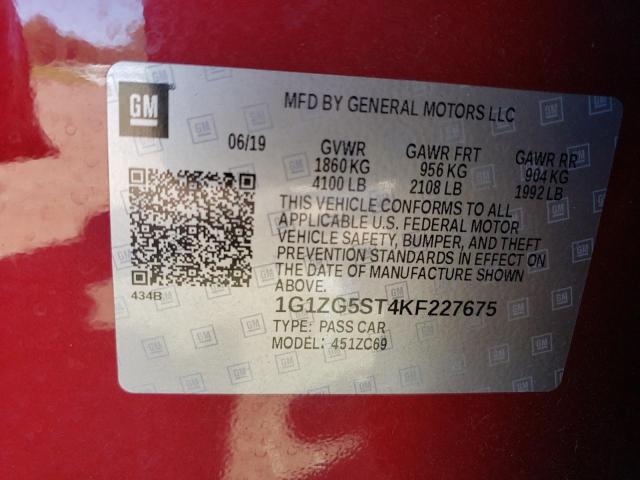 GM
MFD BY GENERAL MOTORS LLC
06/19 GVWR GAWR FRT GAWR RR
1860 KG 956 KG 904 KG
4100 LB 2108 LB 1992 LB
THIS VEHICLE CONFORMS TO ALL
APPLICABLE U.S. FEDERAL MOTOR
VEHICLE SAFETY, BUMPER, AND THEFT
PREVENTION STANDARDS IN EFFECT ON
THE DATE OF MANUFACTURE SHOWN
ABOVE.
434B
1G1ZG5ST4KF227675
TYPE: PASS CAR
MODEL: 451ZC69